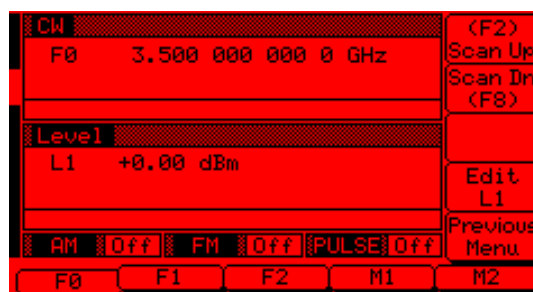 CW
F0 3.500 000 000 0 GHz
Level
L1 +0.00 dBm
AM Off FM Off PULSE Off
F0 F1 F2 M1 M2
(F2)
Scan Up
Scan Dn
(F8)
Edit
L1
Previous
Menu